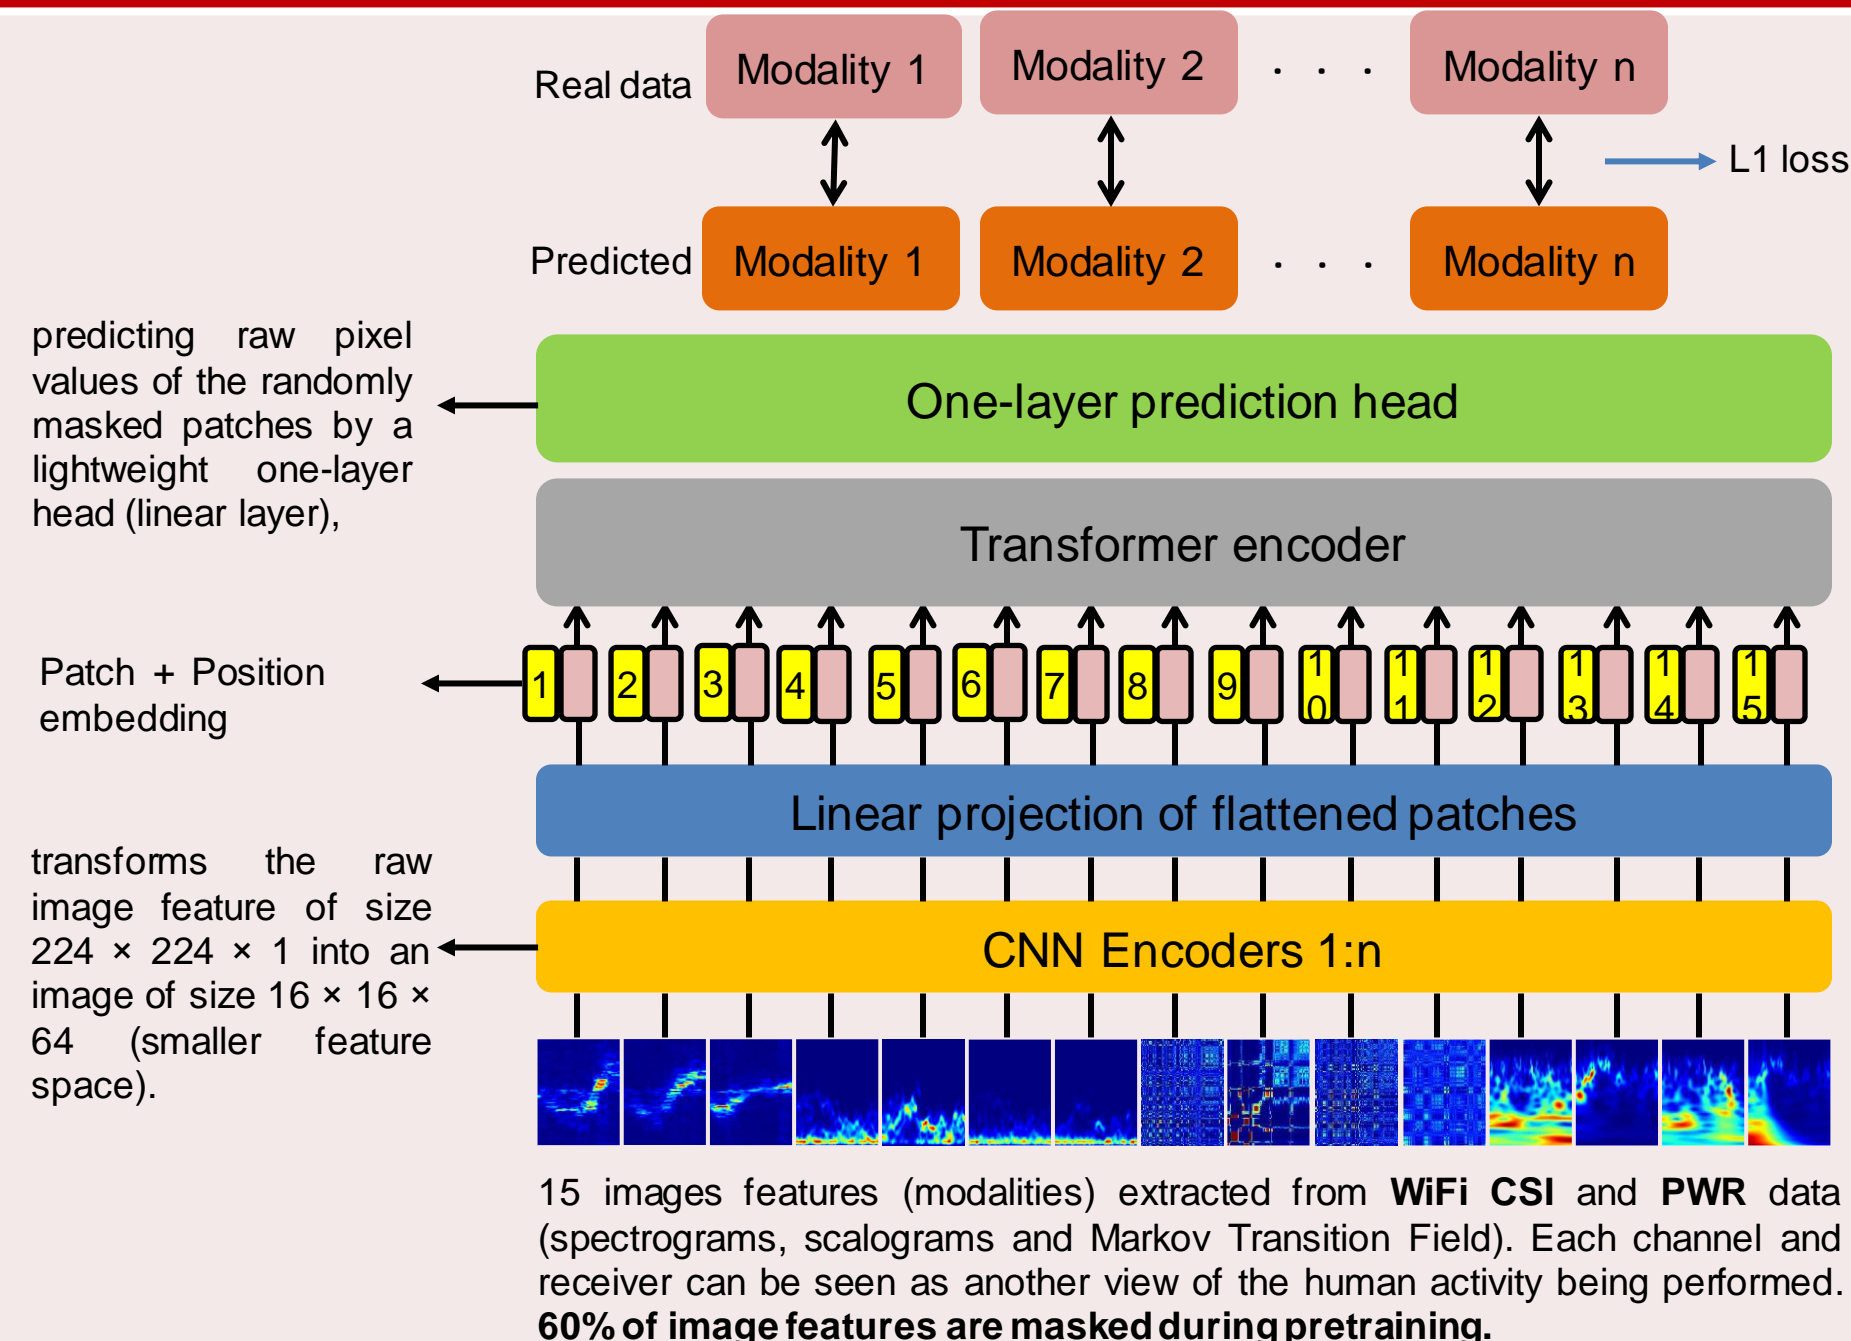 Real data
Modality 1
Modality 2
. . .
Modality n
L1 loss
Predicted
Modality 1
Modality 2
. . .
Modality n
predicting raw pixel
values of the randomly
masked patches by a
lightweight one-layer
head (linear layer),
One-layer prediction head
Transformer encoder
Patch + Position
embedding
1 2 3 4 5 6 7 8 9 10 11 12 13 14 15
Linear projection of flattened patches
transforms the raw
image feature of size
224 × 224 × 1 into an
image of size 16 × 16 ×
64 (smaller feature
space).
CNN Encoders 1:n
15 images features (modalities) extracted from WiFi CSI and PWR data
(spectrograms, scalograms and Markov Transition Field). Each channel and
receiver can be seen as another view of the human activity being performed.
60% of image features are masked during pretraining.